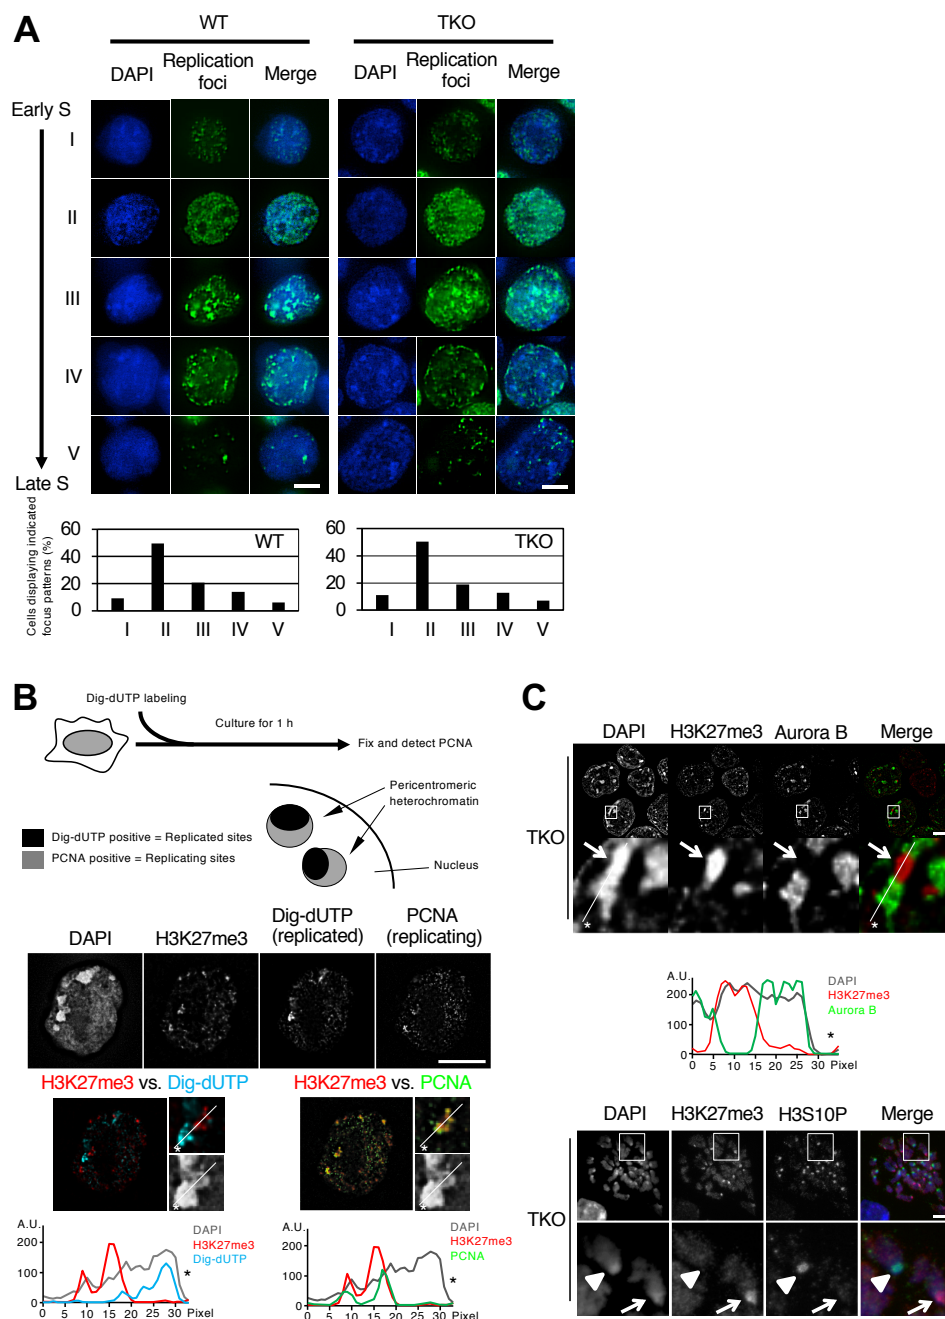 A
WT
TKO
DAPI
Replication
foci
Merge
DAPI
Replication
foci
Merge
Early S
I
II
III
IV
V
Late S
Cells displaying indicated
focus patterns (%)
60
40
20
0
WT
I II III IV V
60
40
20
0
TKO
I II III IV V
B
Dig-dUTP labeling
Culture for 1 h
Fix and detect PCNA
Pericentromeric
heterochromatin
Dig-dUTP positive = Replicated sites
PCNA positive = Replicating sites
Nucleus
DAPI
H3K27me3
Dig-dUTP
(replicated)
PCNA
(replicating)
H3K27me3 vs. Dig-dUTP
*
*
H3K27me3 vs. PCNA
*
*
A.U.
200
100
0
DAPI
H3K27me3
Dig-dUTP
*
0 5 10 15 20 25 30 Pixel
A.U.
200
100
0
DAPI
H3K27me3
PCNA
*
0 5 10 15 20 25 30 Pixel
C
DAPI H3K27me3 Aurora B Merge
TKO
*
*
A.U.
200
100
0
DAPI
H3K27me3
Aurora B
*
0 5 10 15 20 25 30 Pixel
DAPI H3K27me3 H3S10P Merge
TKO